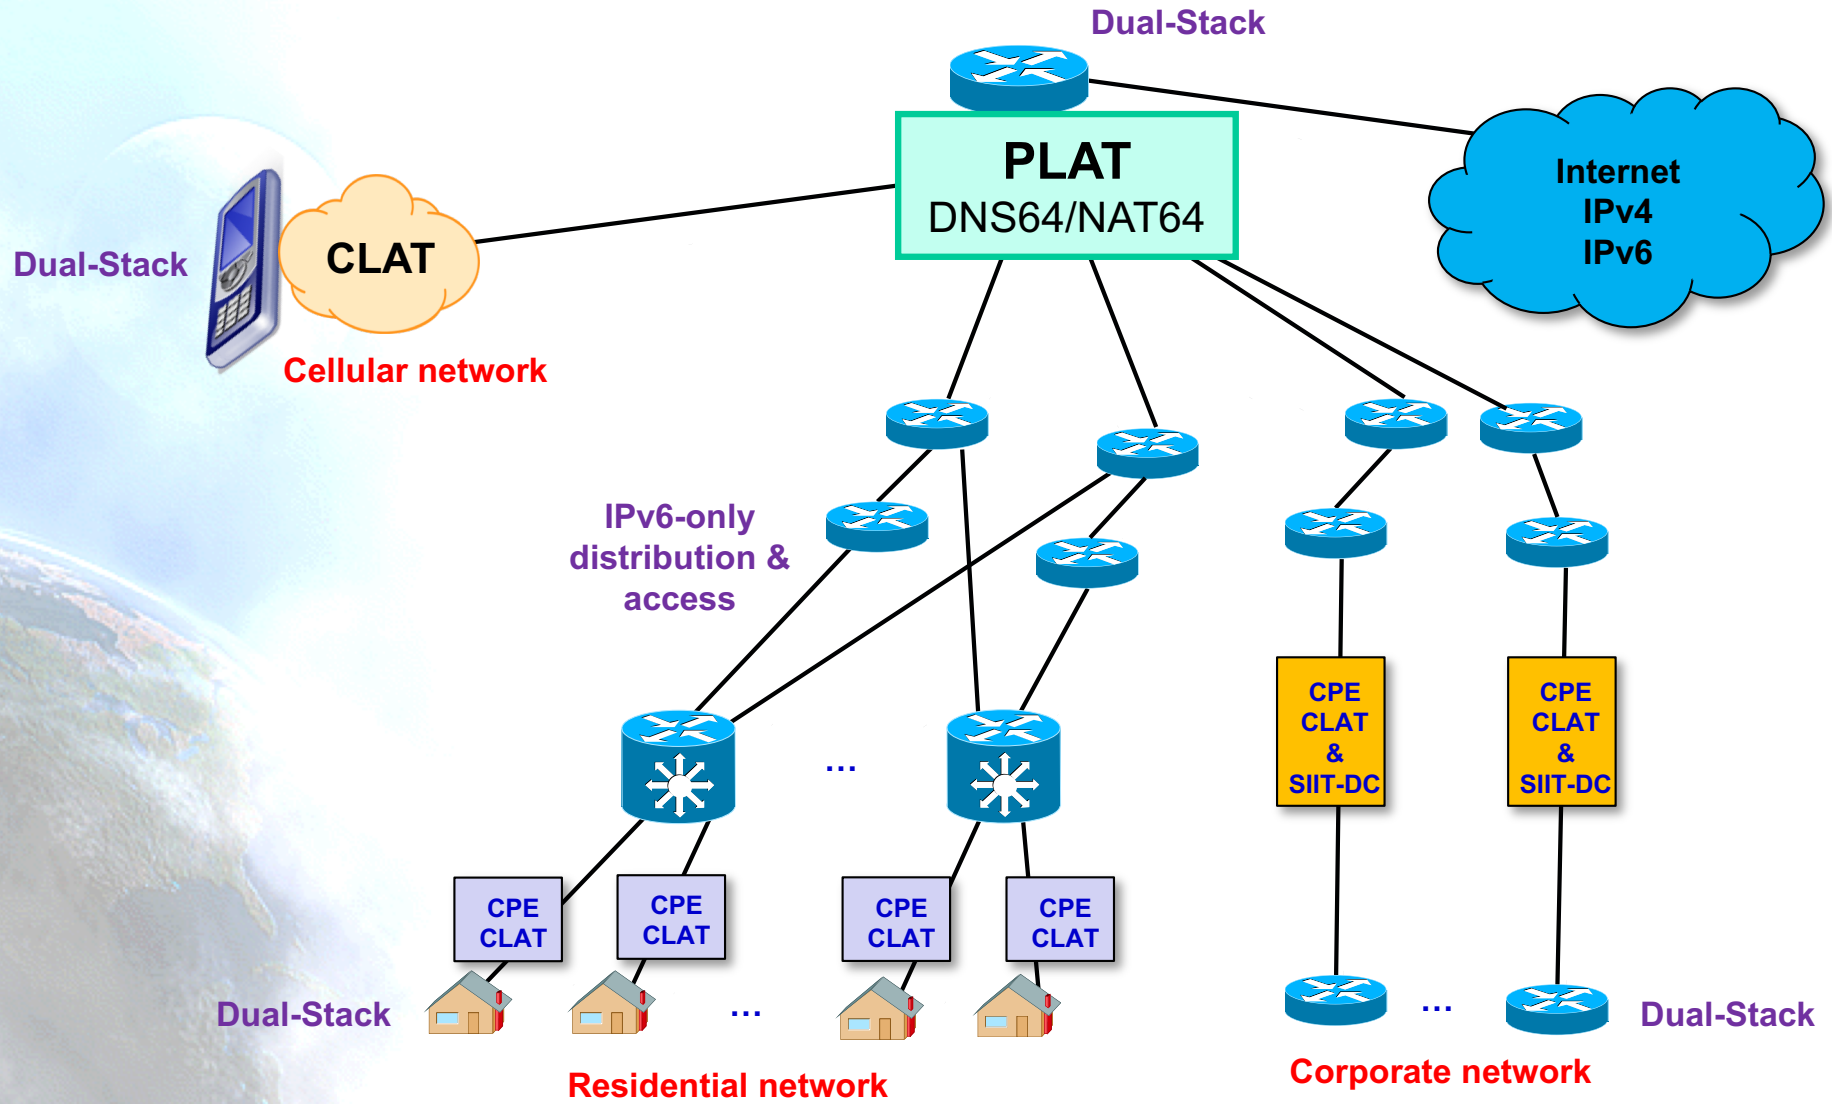 Dual-Stack
PLAT
DNS64/NAT64
Internet
IPv4
IPv6
Dual-Stack
CLAT
Cellular network
IPv6-only
distribution &
access
CPE
CLAT
&
SIIT-DC
CPE
CLAT
&
SIIT-DC
...
CPE
CLAT
CPE
CLAT
CPE
CLAT
CPE
CLAT
Dual-Stack
...
...
Dual-Stack
Residential network
Corporate network